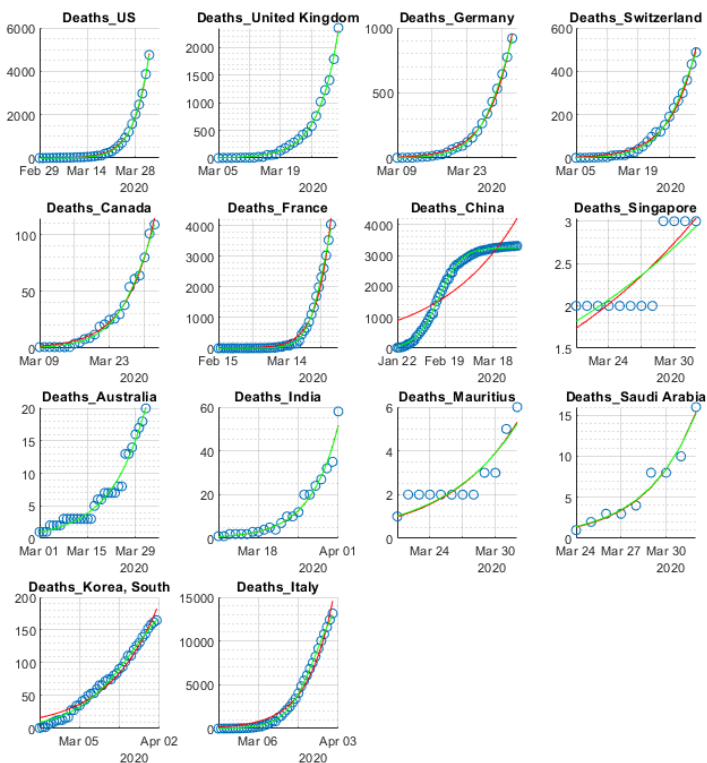 Deaths_US
6000
4000
2000
0
Feb 29 Mar 14 Mar 28
2020
Deaths_United Kingdom
2000
1500
1000
500
0
Mar 05 Mar 19
2020
Deaths_Germany
1000
500
0
Mar 09 Mar 23
2020
Deaths_Switzerland
600
400
200
0
Mar 05 Mar 19
2020
Deaths_Canada
100
50
0
Mar 09 Mar 23
2020
Deaths_France
4000
3000
2000
1000
0
Feb 15 Mar 14
2020
Deaths_China
4000
3000
2000
1000
0
Jan 22 Feb 19 Mar 18
2020
Deaths_Singapore
3
2.5
2
1.5
Mar 24 Mar 30
2020
Deaths_Australia
20
15
10
5
0
Mar 01 Mar 15 Mar 29
2020
Deaths_India
60
40
20
0
Mar 18 Apr 01
2020
Deaths_Mauritius
6
4
2
0
Mar 24 Mar 30
2020
Deaths_Saudi Arabia
15
10
5
0
Mar 24 Mar 27 Mar 30
2020
Deaths_Korea, South
200
150
100
50
0
Mar 05 Apr 02
2020
Deaths_Italy
15000
10000
5000
0
Mar 06 Apr 03
2020